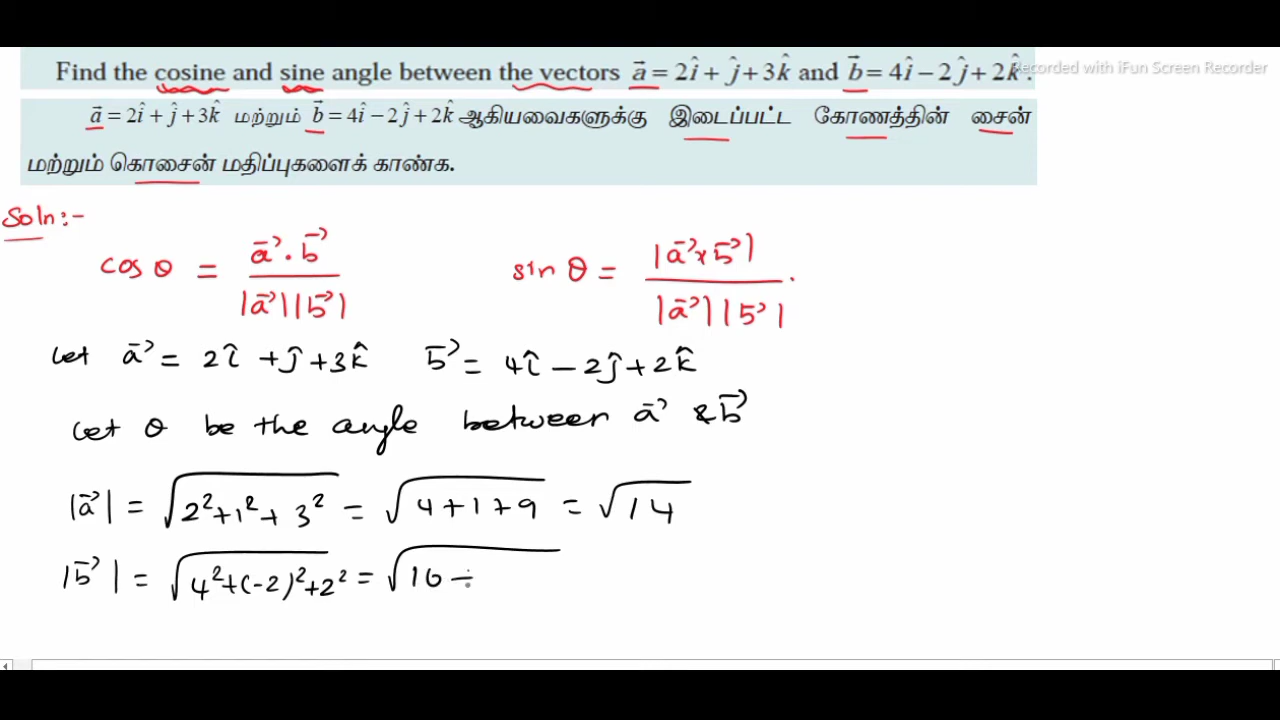 Find the cosine and sine angle between the vectors a⃗ = 2î + ĵ + 3k̂ and b⃗ = 4î − 2ĵ + 2k̂.
Recorded with iFun Screen Recorder
a⃗ = 2î + ĵ + 3k̂ மற்றும் b⃗ = 4î − 2ĵ + 2k̂ ஆகியவைகளுக்கு இடைப்பட்ட கோணத்தின் சைன்
மற்றும் கொசைன் மதிப்புகளைக் காண்க.
Soln:-
cos θ = a⃗ · b⃗ / |a⃗| |b⃗| sin θ = |a⃗ × b⃗| / |a⃗| |b⃗| .
Let a⃗ = 2î + ĵ + 3k̂ b⃗ = 4î − 2ĵ + 2k̂
Let θ be the angle between a⃗ & b⃗
|a⃗| = √(2² + 1² + 3²) = √(4 + 1 + 9) = √14
|b⃗| = √(4² + (-2)² + 2²) = √(16 −